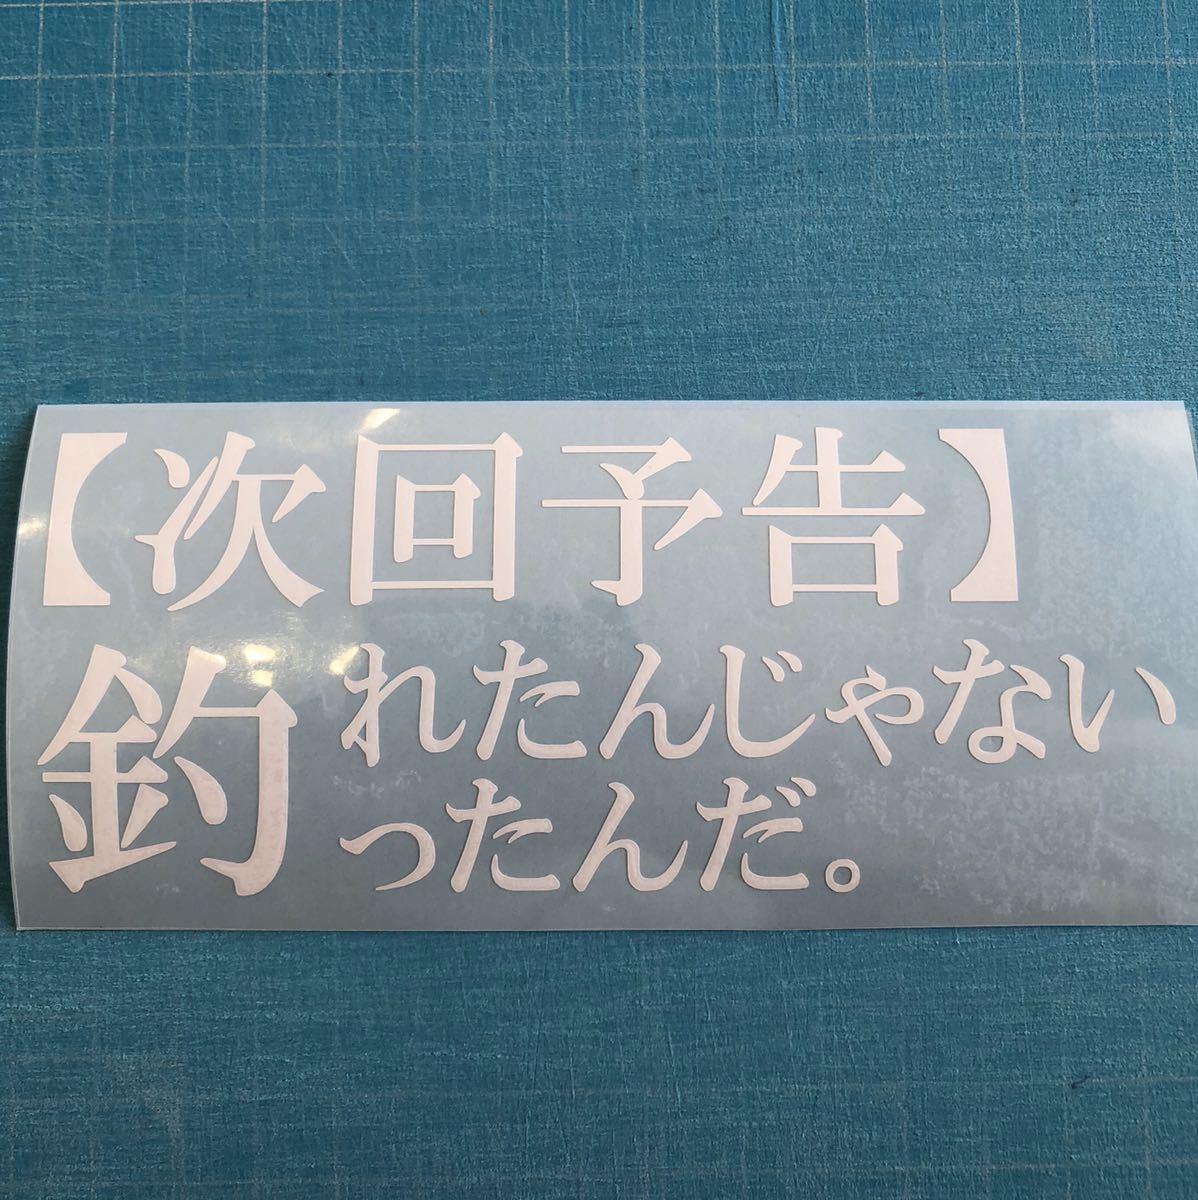 【次回予告】
釣れたんじゃない
ったんだ。